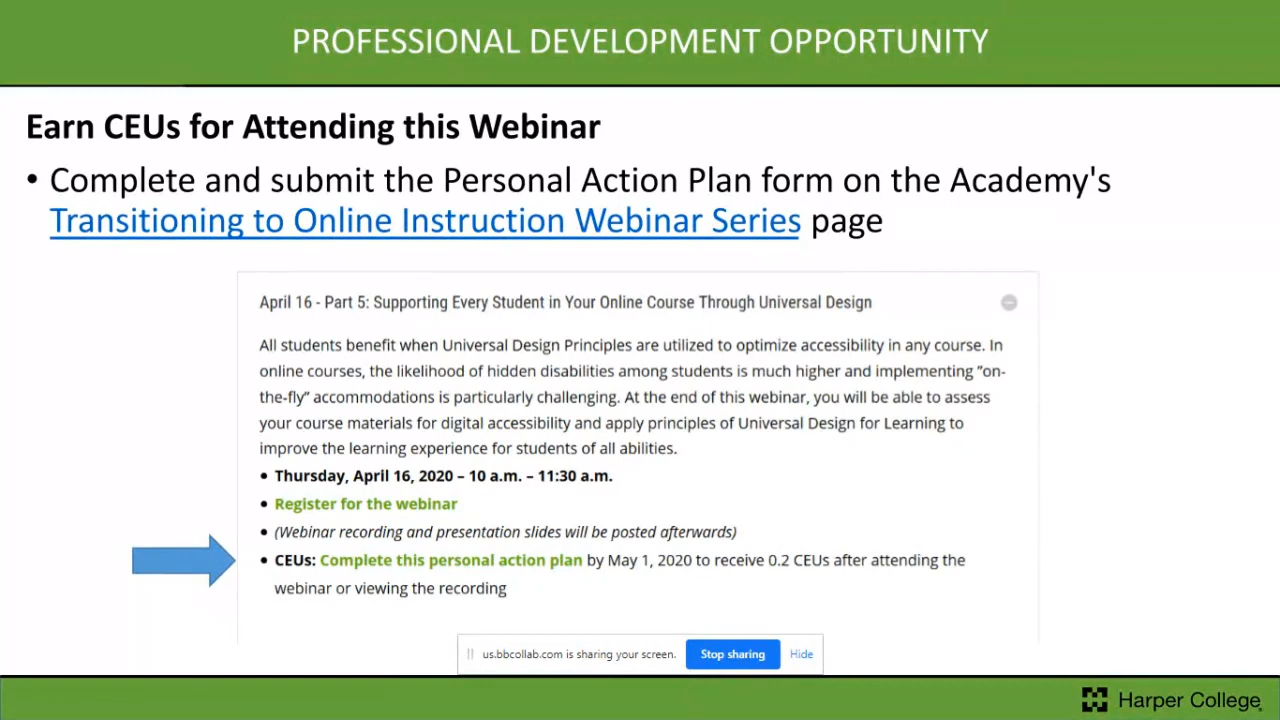 PROFESSIONAL DEVELOPMENT OPPORTUNITY
Earn CEUs for Attending this Webinar
• Complete and submit the Personal Action Plan form on the Academy's
Transitioning to Online Instruction Webinar Series page
April 16 - Part 5: Supporting Every Student in Your Online Course Through Universal Design
All students benefit when Universal Design Principles are utilized to optimize accessibility in any course. In
online courses, the likelihood of hidden disabilities among students is much higher and implementing ”on-
the-fly” accommodations is particularly challenging. At the end of this webinar, you will be able to assess
your course materials for digital accessibility and apply principles of Universal Design for Learning to
improve the learning experience for students of all abilities.
• Thursday, April 16, 2020 – 10 a.m. – 11:30 a.m.
• Register for the webinar
• (Webinar recording and presentation slides will be posted afterwards)
• CEUs: Complete this personal action plan by May 1, 2020 to receive 0.2 CEUs after attending the
webinar or viewing the recording
us.bbcollab.com is sharing your screen. Stop sharing Hide
Harper College